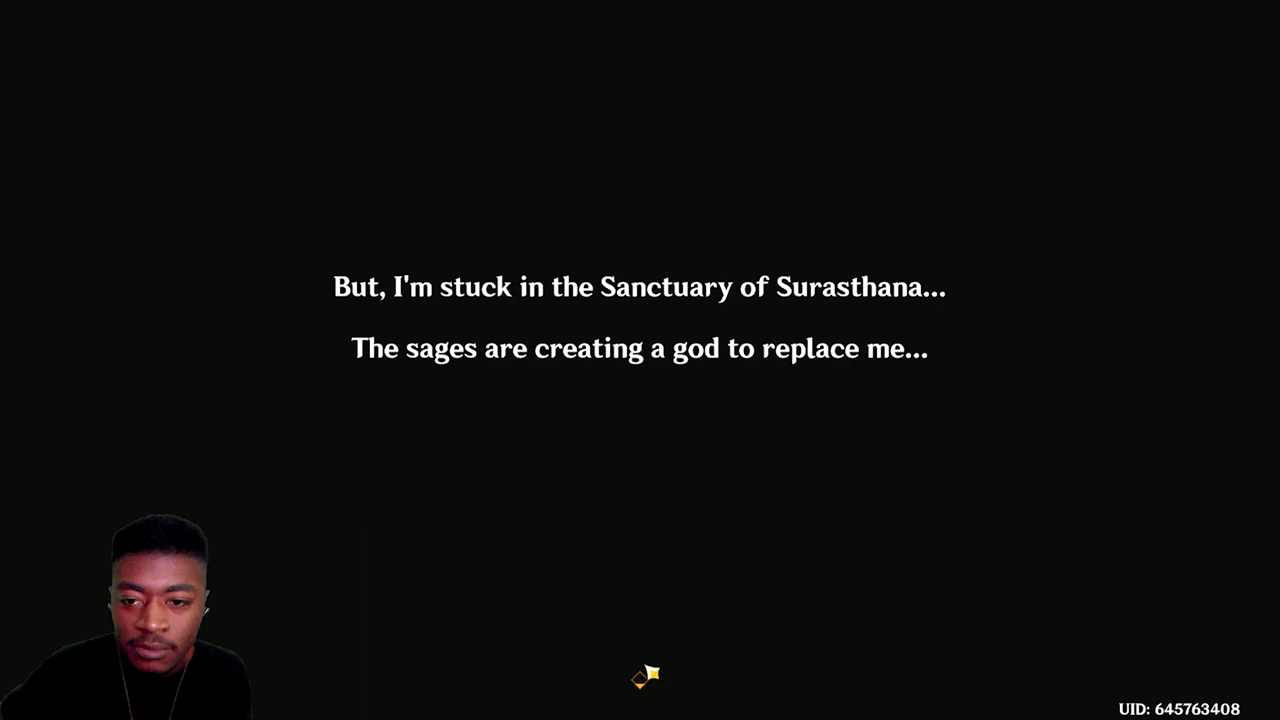 But, I'm stuck in the Sanctuary of Surasthana...
The sages are creating a god to replace me...
UID: 645763408